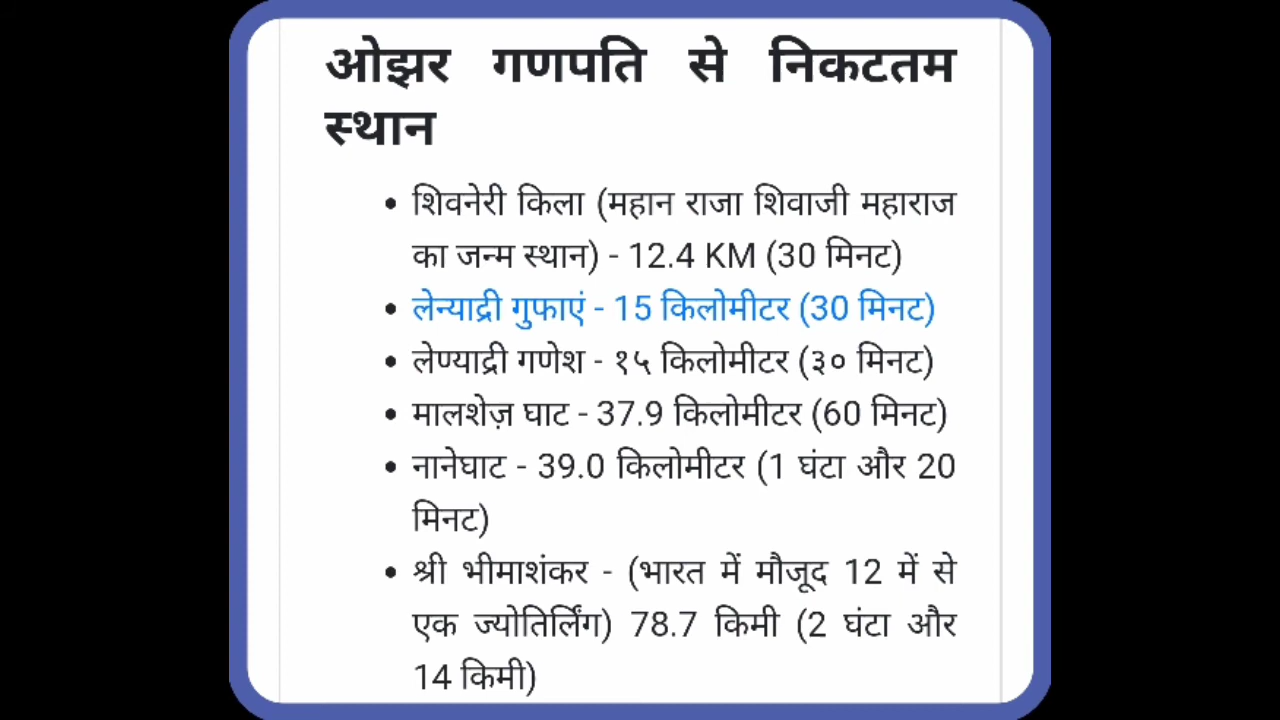 ओझर गणपति से निकटतम
स्थान
• शिवनेरी किला (महान राजा शिवाजी महाराज
का जन्म स्थान) - 12.4 KM (30 मिनट)
• लेन्याद्री गुफाएं - 15 किलोमीटर (30 मिनट)
• लेण्याद्री गणेश - १५ किलोमीटर (३० मिनट)
• मालशेज़ घाट - 37.9 किलोमीटर (60 मिनट)
• नानेघाट - 39.0 किलोमीटर (1 घंटा और 20
मिनट)
• श्री भीमाशंकर - (भारत में मौजूद 12 में से
एक ज्योतिर्लिंग) 78.7 किमी (2 घंटा और
14 किमी)